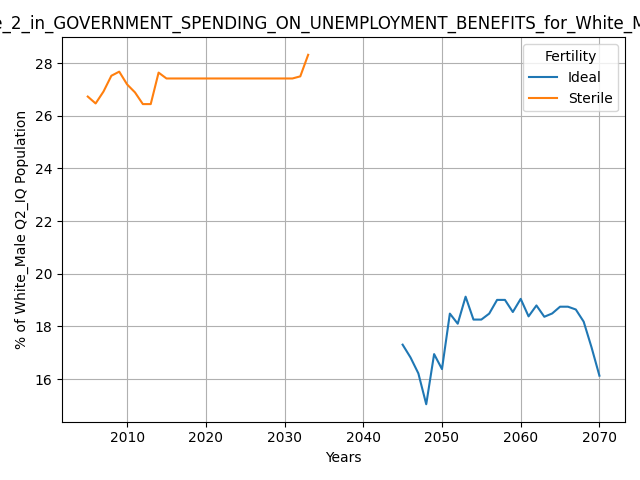 e_2_in_GOVERNMENT_SPENDING_ON_UNEMPLOYMENT_BENEFITS_for_White_M
Fertility
Ideal
Sterile
% of White_Male Q2_IQ Population
28
26
24
22
20
18
16
2010 2020 2030 2040 2050 2060 2070
Years